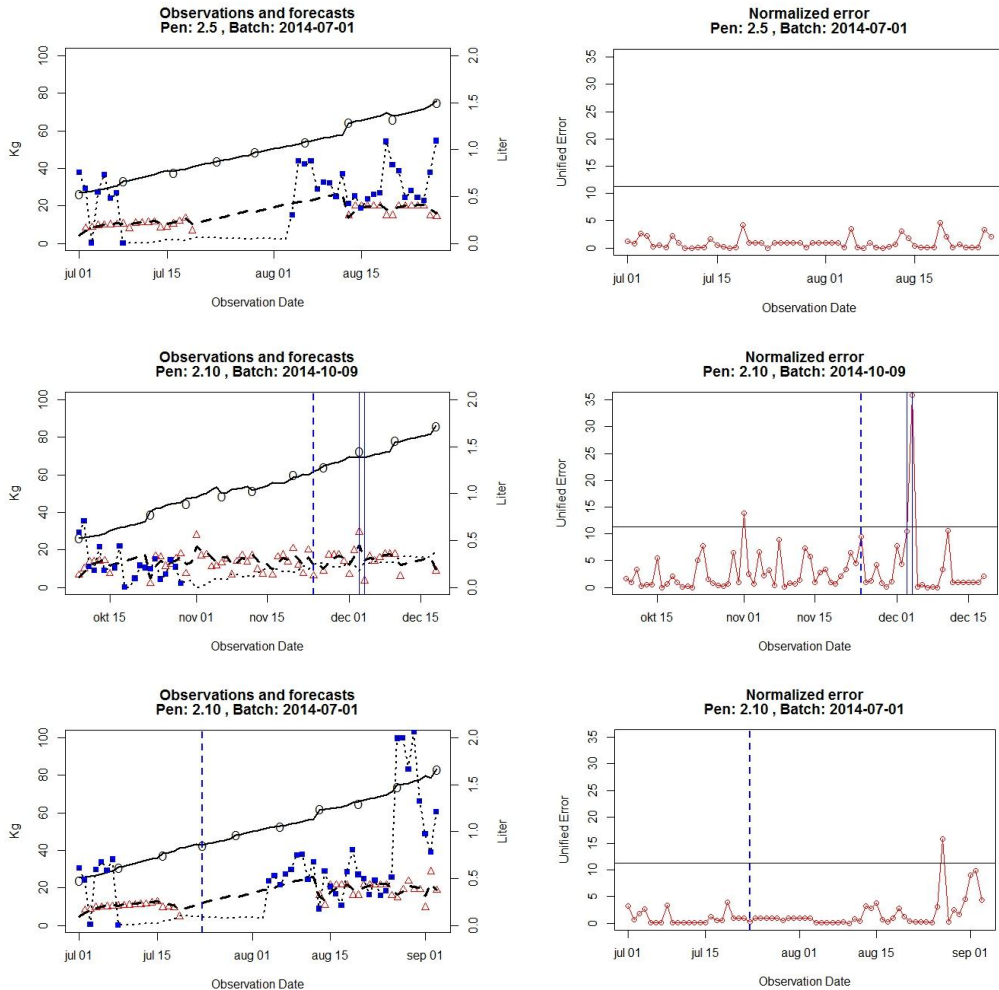 Observations and forecasts
Pen: 2.5 , Batch: 2014-07-01
Kg
0 20 40 60 80 100
Liter
0.0 0.5 1.0 1.5 2.0
jul 01 jul 15 aug 01 aug 15
Observation Date
Normalized error
Pen: 2.5 , Batch: 2014-07-01
Unified Error
0 5 10 15 20 25 30 35
jul 01 jul 15 aug 01 aug 15
Observation Date
Observations and forecasts
Pen: 2.10 , Batch: 2014-10-09
Kg
0 20 40 60 80 100
Liter
0.0 0.5 1.0 1.5 2.0
okt 15 nov 01 nov 15 dec 01 dec 15
Observation Date
Normalized error
Pen: 2.10 , Batch: 2014-10-09
Unified Error
0 5 10 15 20 25 30 35
okt 15 nov 01 nov 15 dec 01 dec 15
Observation Date
Observations and forecasts
Pen: 2.10 , Batch: 2014-07-01
Kg
0 20 40 60 80 100
Liter
0.0 0.5 1.0 1.5 2.0
jul 01 jul 15 aug 01 aug 15 sep 01
Observation Date
Normalized error
Pen: 2.10 , Batch: 2014-07-01
Unified Error
0 5 10 15 20 25 30 35
jul 01 jul 15 aug 01 aug 15 sep 01
Observation Date